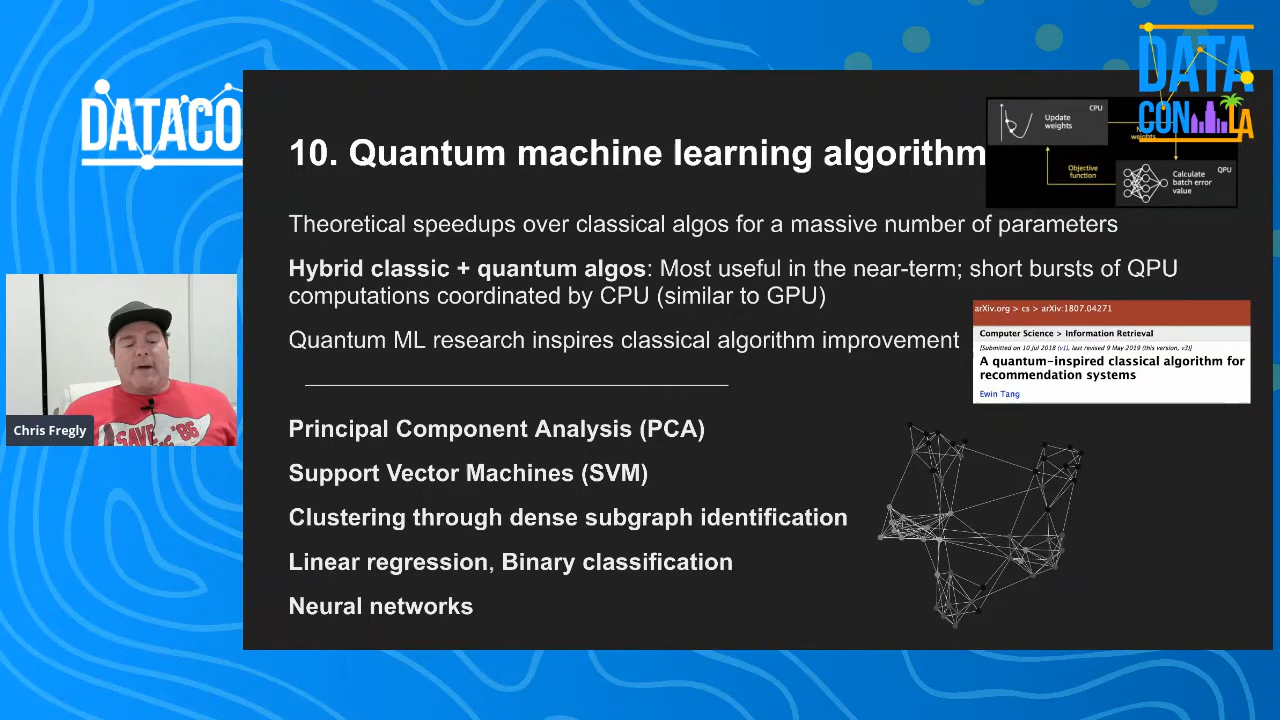 DATACO
DATA
CON LA
10. Quantum machine learning algorithm
CPU
Update
weights
weights
Objective
function
QPU
Calculate
batch error
value
Theoretical speedups over classical algos for a massive number of parameters
Hybrid classic + quantum algos: Most useful in the near-term; short bursts of QPU
computations coordinated by CPU (similar to GPU)
Quantum ML research inspires classical algorithm improvement
arXiv.org > cs > arXiv:1807.04271
Computer Science > Information Retrieval
[Submitted on 10 Jul 2018 (v1), last revised 9 May 2019 (this version, v3)]
A quantum-inspired classical algorithm for
recommendation systems
Ewin Tang
Principal Component Analysis (PCA)
Support Vector Machines (SVM)
Clustering through dense subgraph identification
Linear regression, Binary classification
Neural networks
SAVE
'86
Chris Fregly